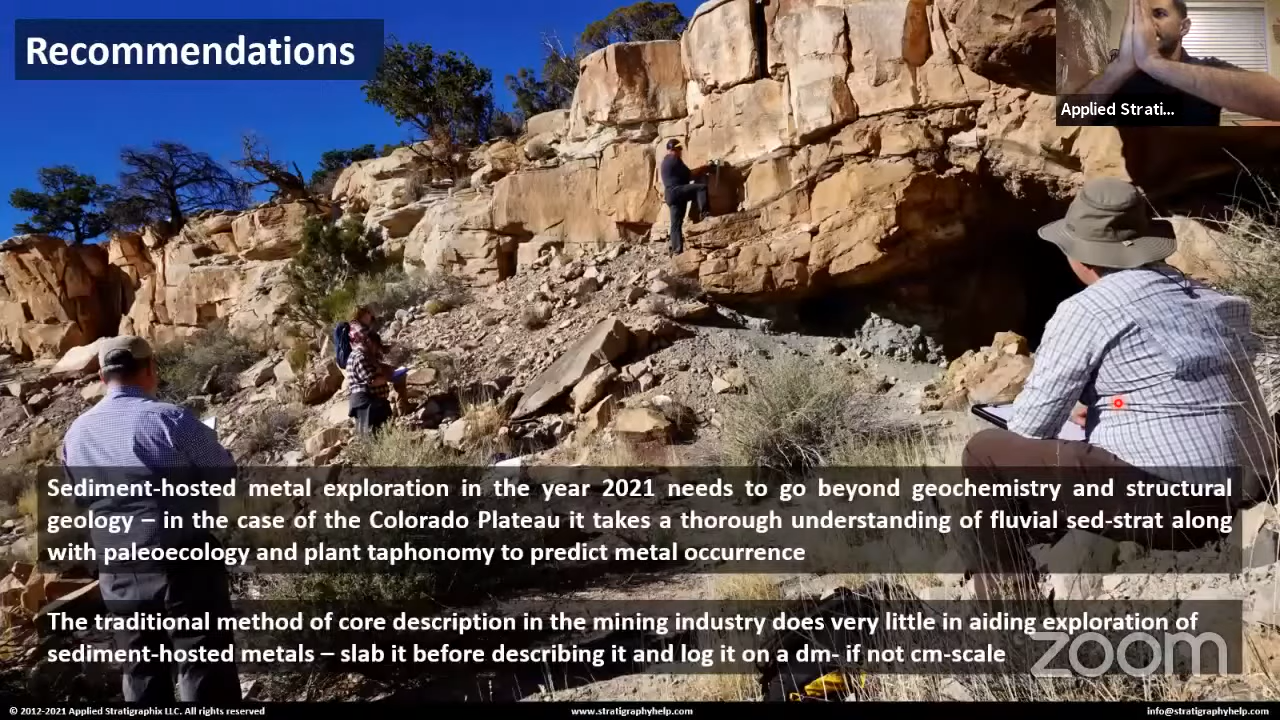 Recommendations
Applied Strati...
Sediment-hosted metal exploration in the year 2021 needs to go beyond geochemistry and structural
geology – in the case of the Colorado Plateau it takes a thorough understanding of fluvial sed-strat along
with paleoecology and plant taphonomy to predict metal occurrence
The traditional method of core description in the mining industry does very little in aiding exploration of
sediment-hosted metals – slab it before describing it and log it on a dm- if not cm-scale
zoom
© 2012-2021 Applied Stratigraphix LLC. All rights reserved
www.stratigraphyhelp.com
info@stratigraphyhelp.com